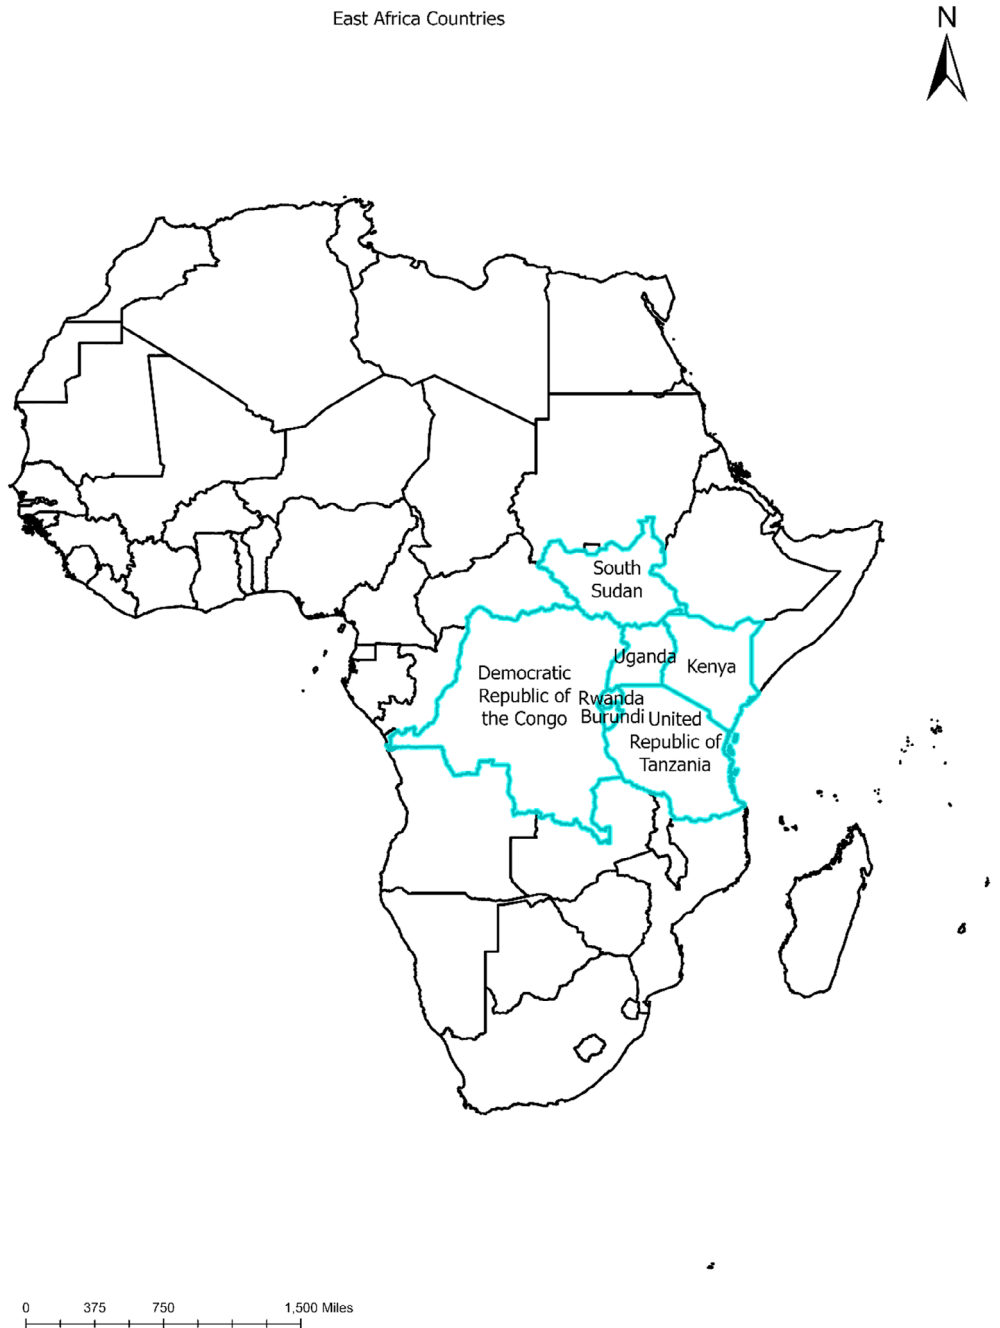 East Africa Countries
N
South
Sudan
Uganda
Kenya
Democratic
Republic of
the Congo
Rwanda
Burundi
United
Republic of
Tanzania
0 375 750 1,500 Miles